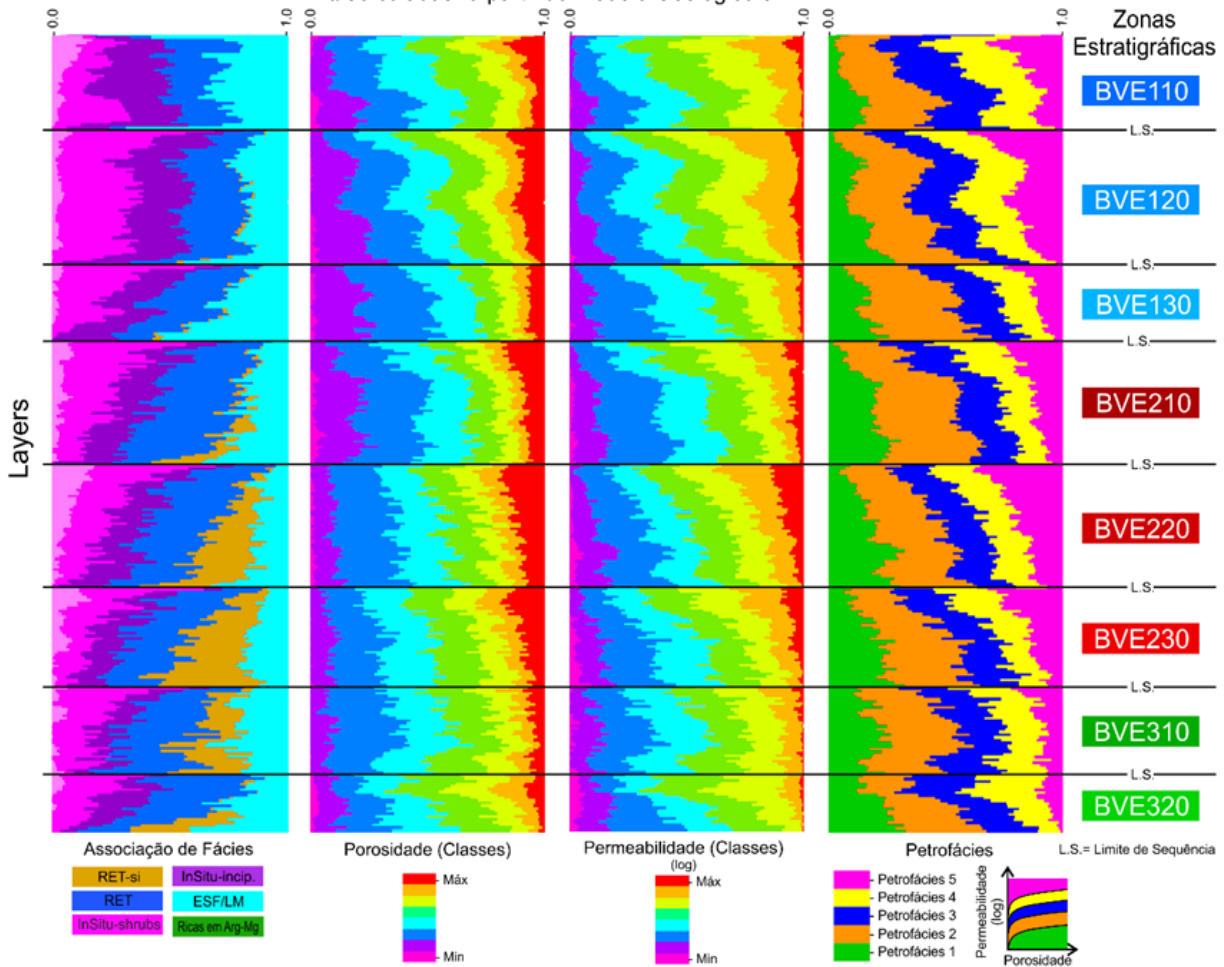 0.0 1.0 0.0 1.0 0.0 1.0 0.0 1.0
Zonas
Estratigráficas
BVE110
L.S.
BVE120
L.S.
BVE130
L.S.
BVE210
L.S.
BVE220
L.S.
BVE230
L.S.
BVE310
L.S.
BVE320
Layers
Associação de Fácies
RET-si InSitu-incip.
RET ESF/LM
InSitu-shrubs Ricas em Arg-Mg
Porosidade (Classes)
Máx
Min
Permeabilidade (Classes)
(log)
Máx
Min
Petrofácies
Petrofácies 5
Petrofácies 4
Petrofácies 3
Petrofácies 2
Petrofácies 1
Permeabilidade
(log)
Porosidade
L.S.= Limite de Sequência